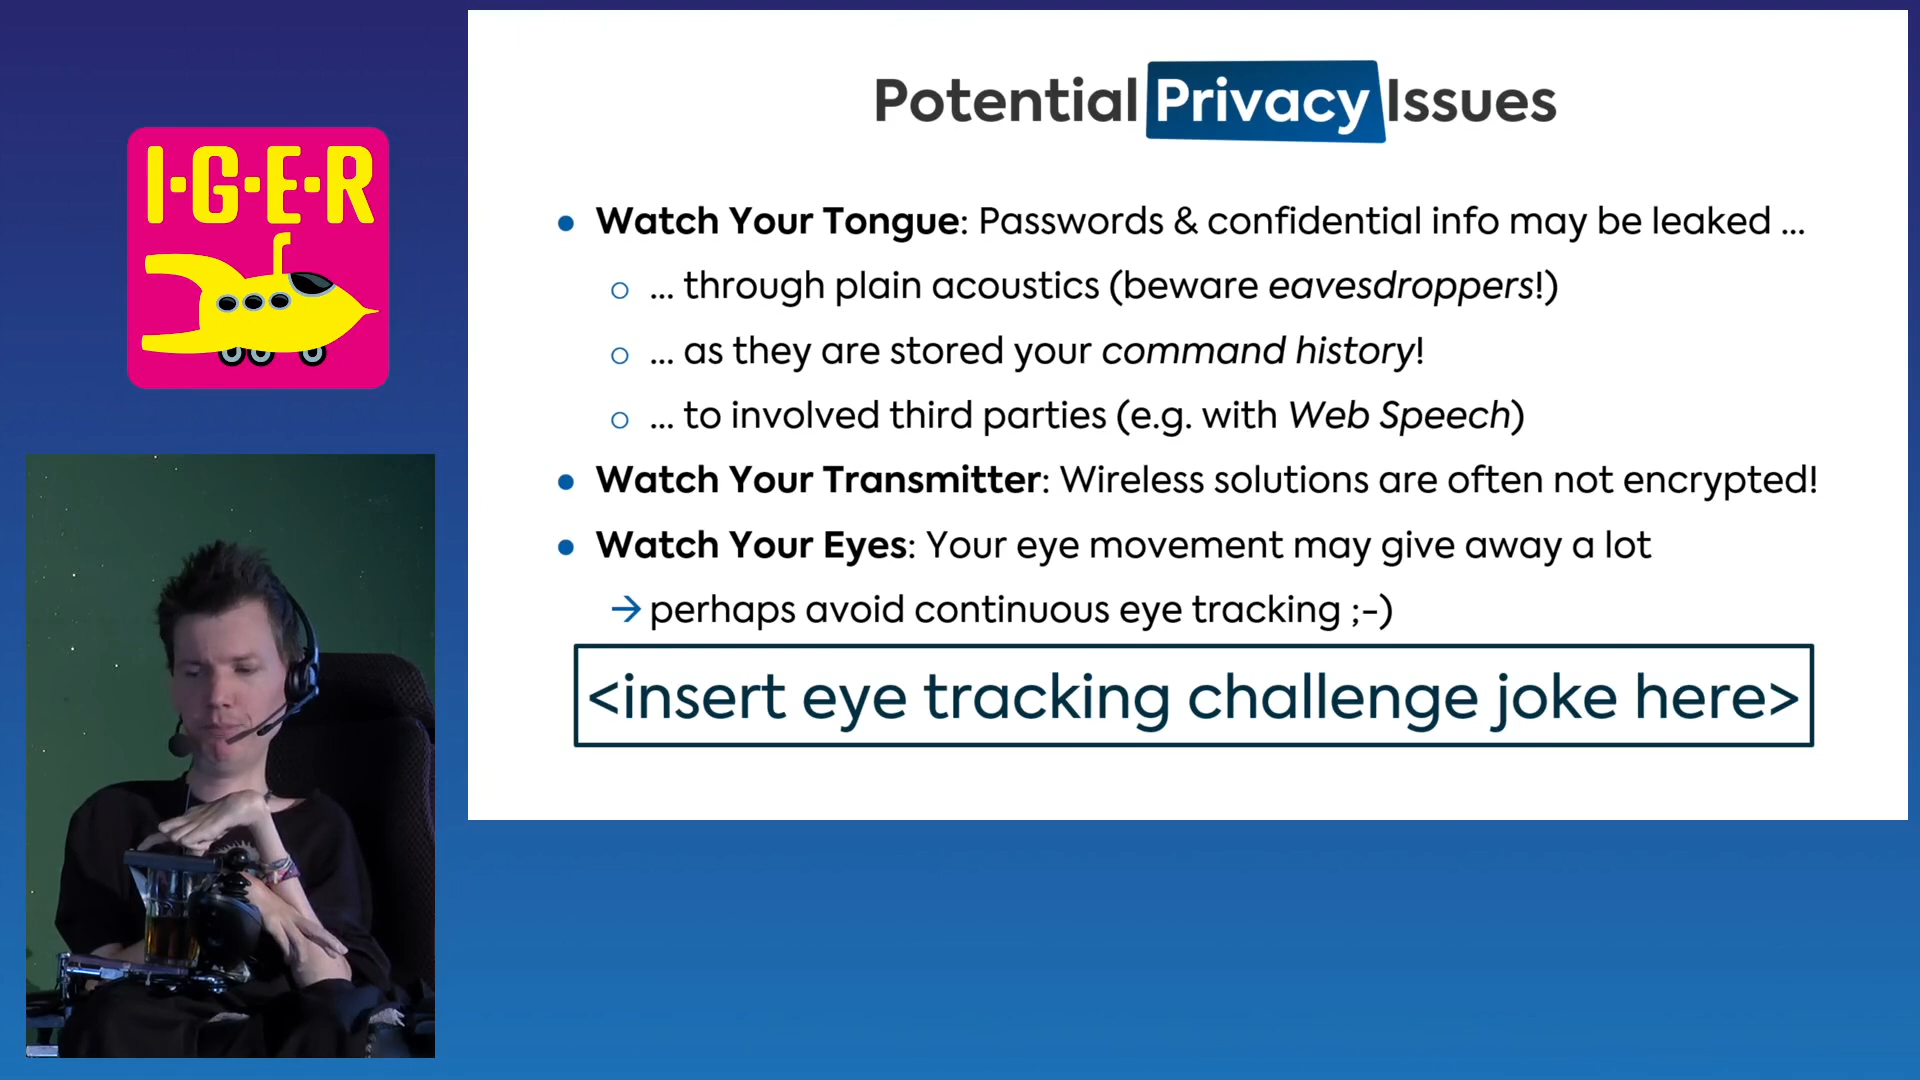 I·G·E·R
Potential Privacy Issues
● Watch Your Tongue: Passwords & confidential info may be leaked ...
○ ... through plain acoustics (beware eavesdroppers!)
○ ... as they are stored your command history!
○ ... to involved third parties (e.g. with Web Speech)
● Watch Your Transmitter: Wireless solutions are often not encrypted!
● Watch Your Eyes: Your eye movement may give away a lot
→ perhaps avoid continuous eye tracking ;-)
<insert eye tracking challenge joke here>